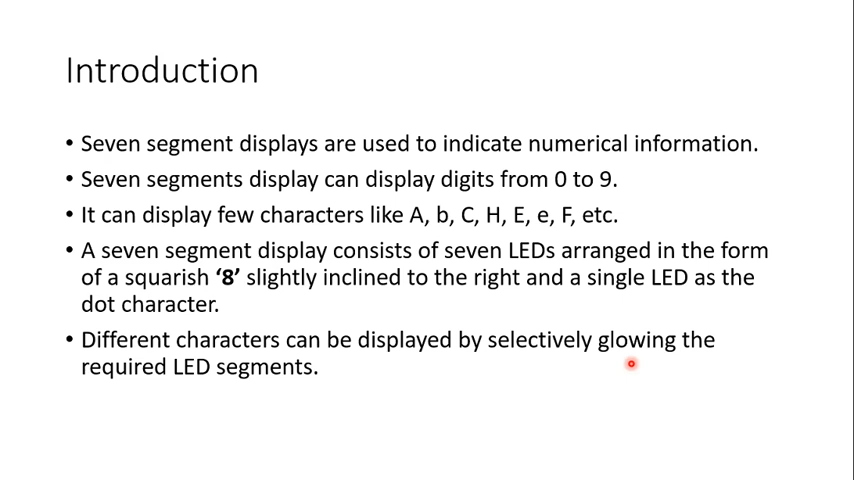 Introduction
• Seven segment displays are used to indicate numerical information.
• Seven segments display can display digits from 0 to 9.
• It can display few characters like A, b, C, H, E, e, F, etc.
• A seven segment display consists of seven LEDs arranged in the form
of a squarish ‘8’ slightly inclined to the right and a single LED as the
dot character.
• Different characters can be displayed by selectively glowing the
required LED segments.